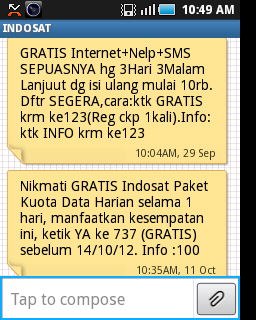 10:49 AM
INDOSAT
GRATIS Internet+Nelp+SMS
SEPUASNYA hg 3Hari 3Malam
Lanjuut dg isi ulang mulai 10rb.
Dftr SEGERA,cara:ktk GRATIS
krm ke123(Reg ckp 1kali).Info:
ktk INFO krm ke123
10:04AM, 29 Sep
Nikmati GRATIS Indosat Paket
Kuota Data Harian selama 1
hari, manfaatkan kesempatan
ini, ketik YA ke 737 (GRATIS)
sebelum 14/10/12. Info :100
10:35AM, 11 Oct
Tap to compose